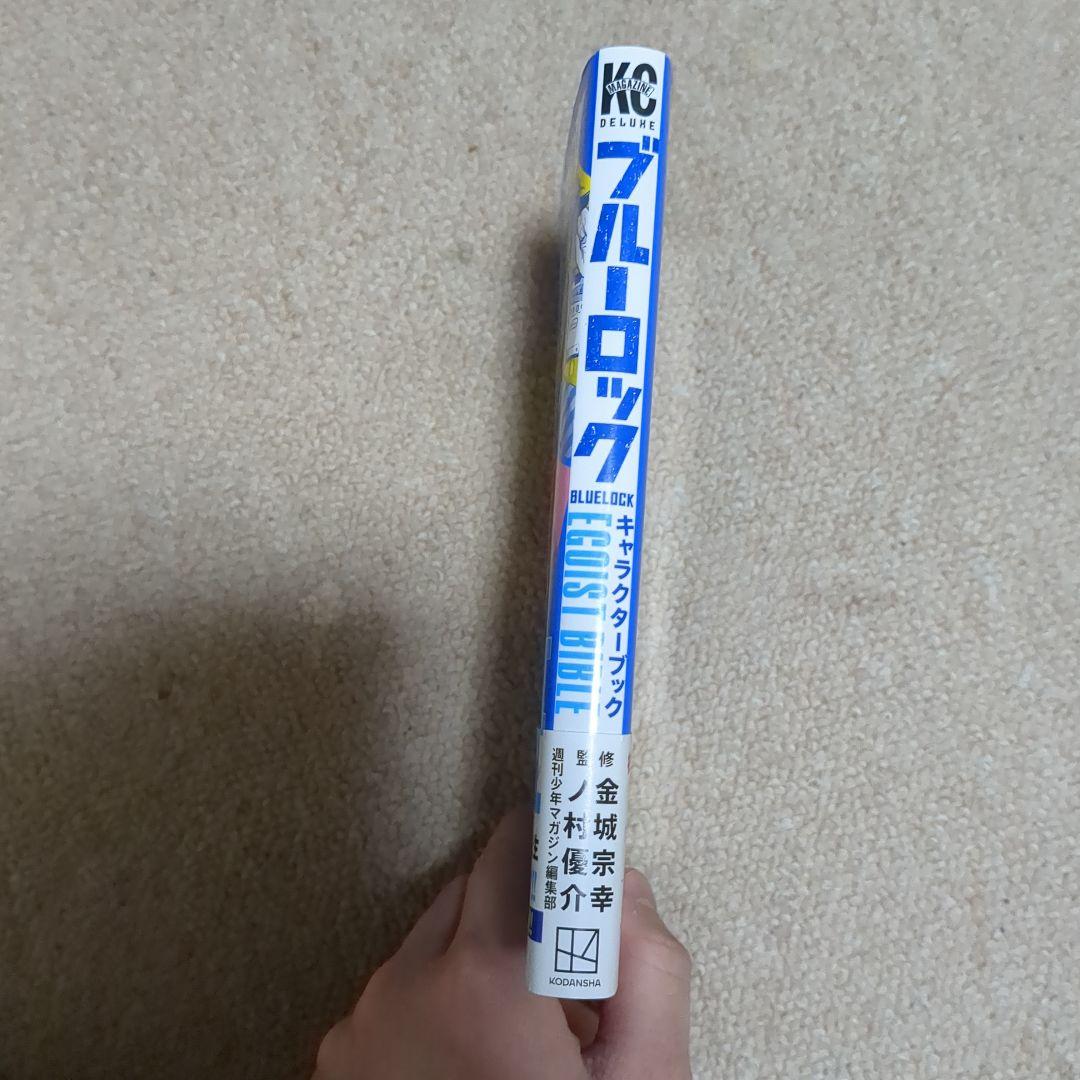 KC
MAGAZINE
DELUXE
ブルーロック
BLUELOCK
キャラクターブック
EGOIST BIBLE
監修
金城宗幸
ノ村優介
週刊少年マガジン編集部
KODANSHA